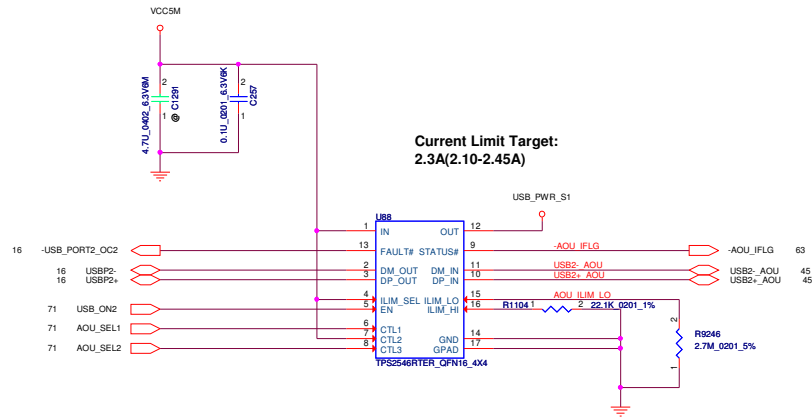 VCC5M
2
1
4.7U_0402_6.3V6M
@ C1291
2
1
0.1U_0201_6.3V6K
C257
Current Limit Target:
2.3A(2.10-2.45A)
USB_PWR_S1
U88
1 IN OUT 12
16 -USB_PORT2_OC2 13 FAULT# STATUS# 9 -AOU_IFLG -AOU_IFLG 63
16 USBP2- 2 DM_OUT DM_IN 11 USB2-_AOU USB2-_AOU 45
16 USBP2+ 3 DP_OUT DP_IN 10 USB2+_AOU USB2+_AOU 45
4 ILIM_SEL ILIM_LO 15 AOU_ILIM_LO
71 USB_ON2 5 EN ILIM_HI 16 R1104 1 2 22.1K_0201_1%
71 AOU_SEL1 6 CTL1
7 CTL2 GND 14
71 AOU_SEL2 8 CTL3 GPAD 17
TPS2546RTER_QFN16_4X4
2
R9246
2.7M_0201_5%
1